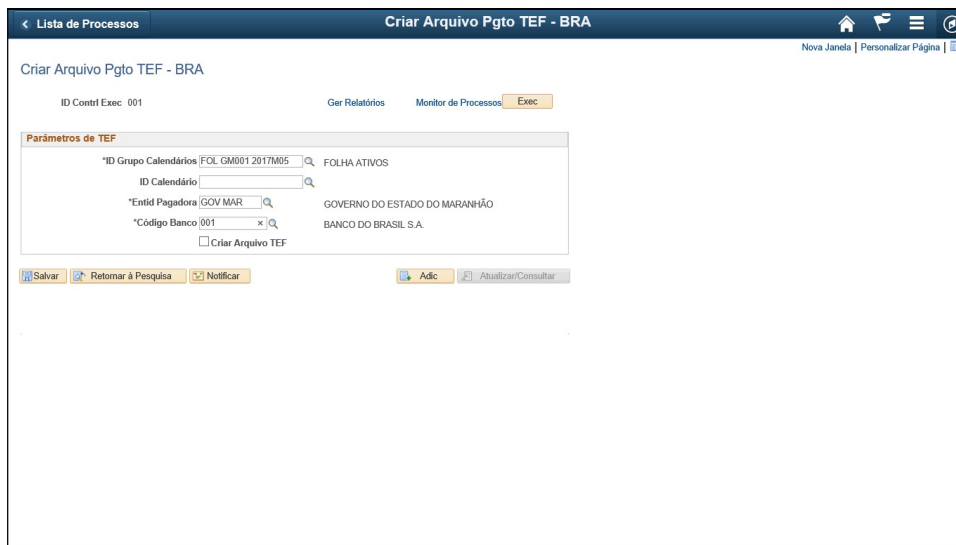 Lista de Processos
Criar Arquivo Pgto TEF - BRA
Nova Janela | Personalizar Página |
Criar Arquivo Pgto TEF - BRA
ID Contrl Exec 001 Ger Relatórios Monitor de Processos Exec
Parâmetros de TEF
*ID Grupo Calendários FOL GM001 2017M05 FOLHA ATIVOS
ID Calendário
*Entid Pagadora GOV MAR GOVERNO DO ESTADO DO MARANHÃO
*Código Banco 001 × BANCO DO BRASIL S.A.
Criar Arquivo TEF
Salvar Retornar à Pesquisa Notificar Adic Atualizar/Consultar